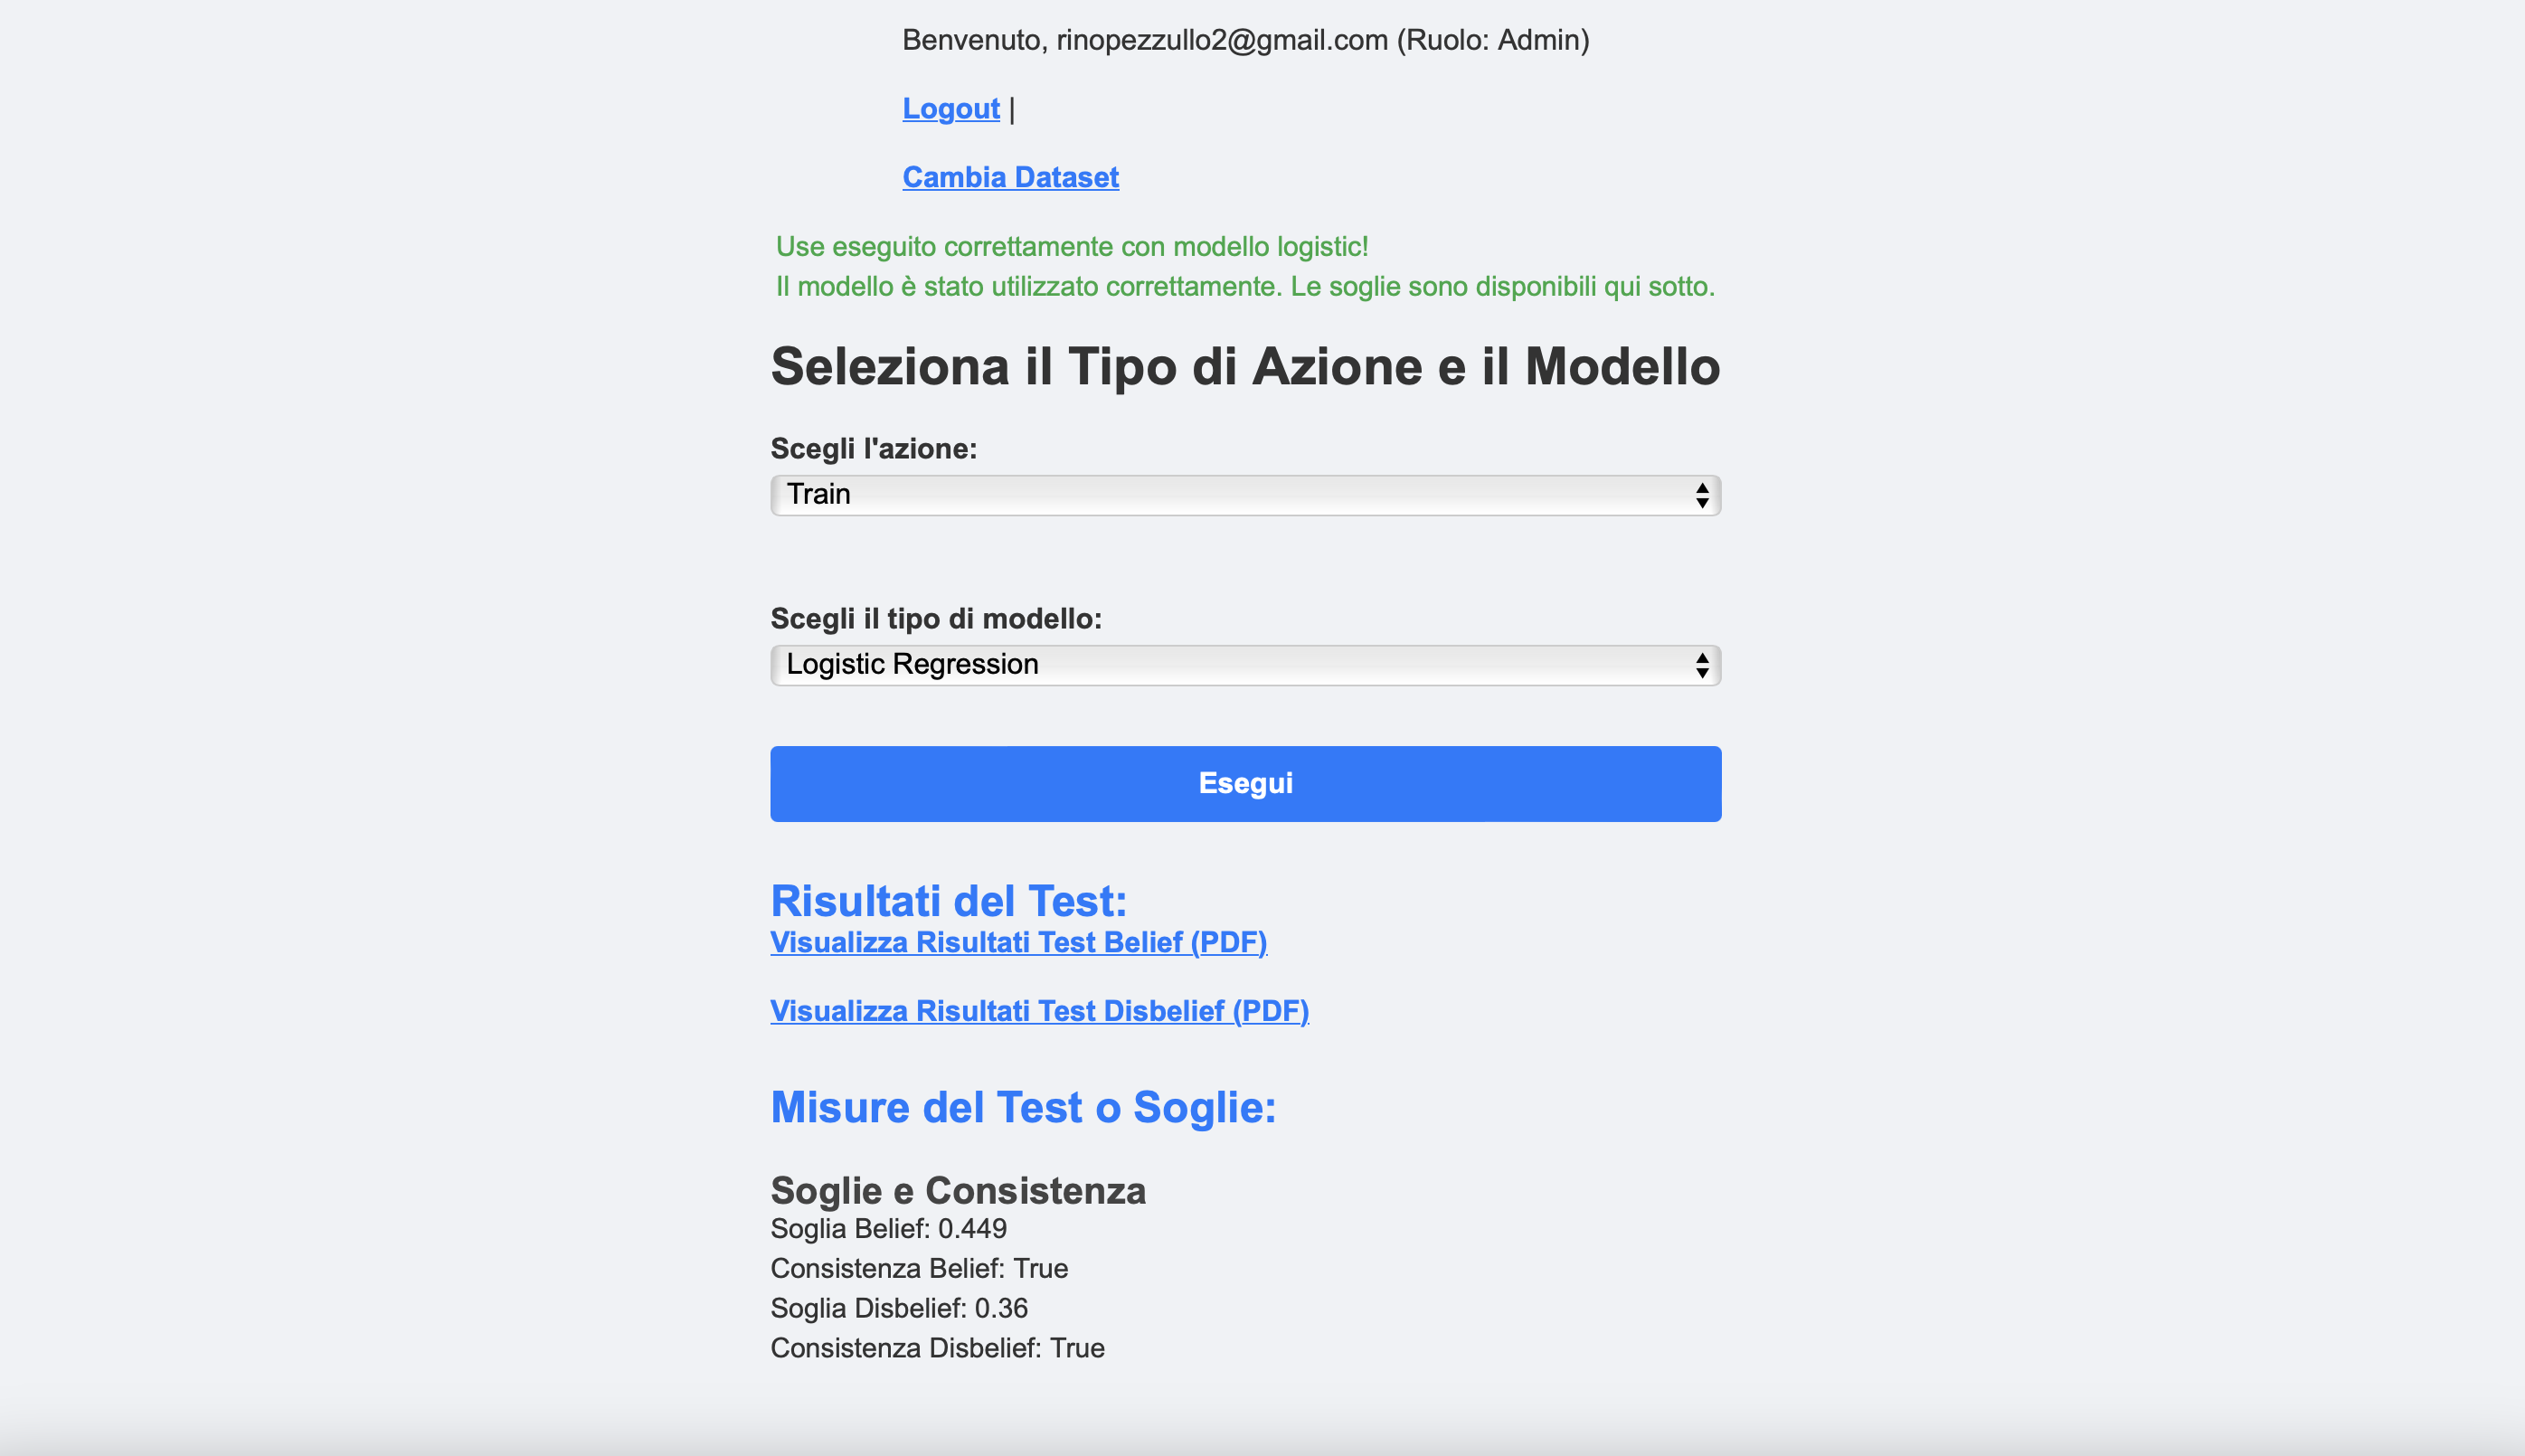 Benvenuto, rinopezzullo2@gmail.com (Ruolo: Admin)
Logout |
Cambia Dataset
Use eseguito correttamente con modello logistic!
Il modello è stato utilizzato correttamente. Le soglie sono disponibili qui sotto.
Seleziona il Tipo di Azione e il Modello
Scegli l'azione:
Train
Scegli il tipo di modello:
Logistic Regression
Esegui
Risultati del Test:
Visualizza Risultati Test Belief (PDF)
Visualizza Risultati Test Disbelief (PDF)
Misure del Test o Soglie:
Soglie e Consistenza
Soglia Belief: 0.449
Consistenza Belief: True
Soglia Disbelief: 0.36
Consistenza Disbelief: True